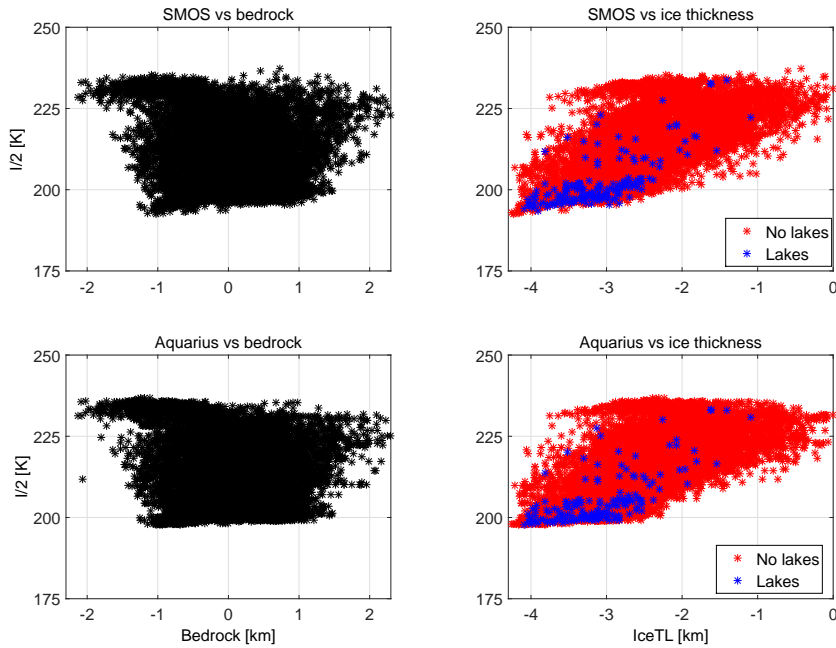 SMOS vs bedrock
250
225
200
175
I/2 [K]
-2 -1 0 1 2
SMOS vs ice thickness
250
225
200
175
-4 -3 -2 -1 0
No lakes
Lakes
Aquarius vs bedrock
250
225
200
175
I/2 [K]
-2 -1 0 1 2
Bedrock [km]
Aquarius vs ice thickness
250
225
200
175
-4 -3 -2 -1 0
IceTL [km]
No lakes
Lakes